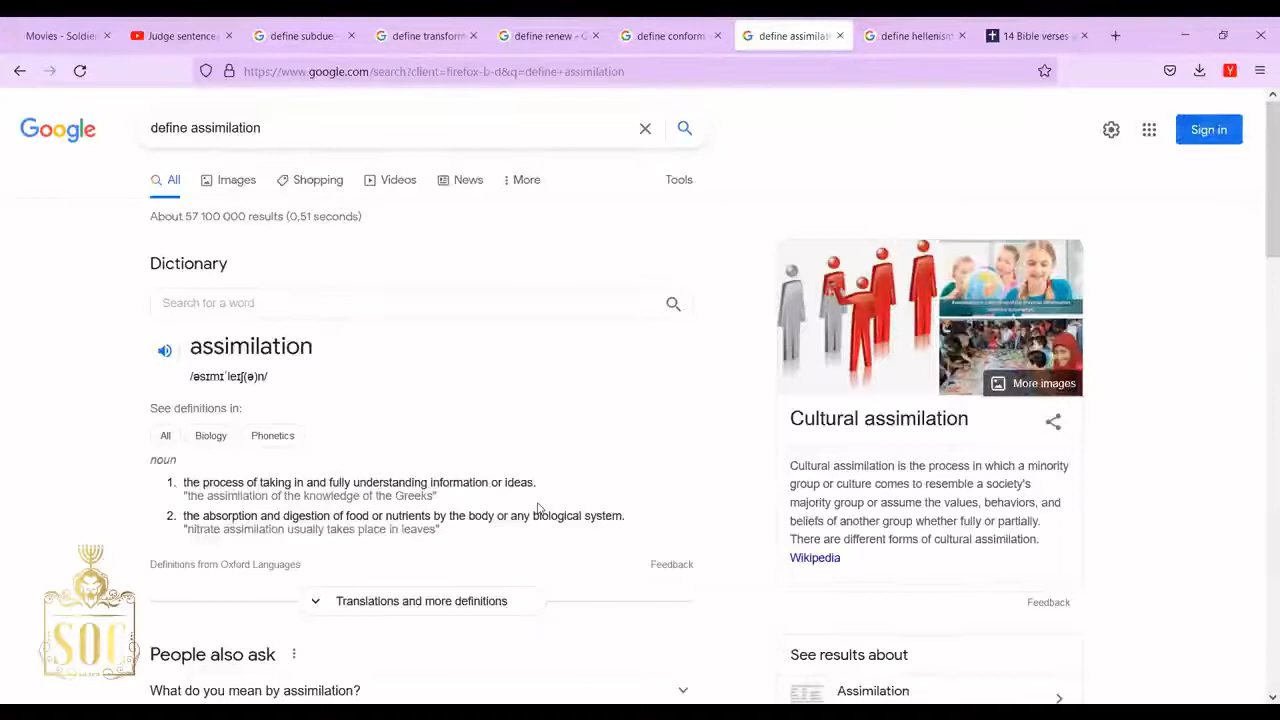 Movies - Soldier
Judge sentence
define subdue -
define transform
define renew - G
define conform
define assimilat
define hellenism
14 Bible verses a
https://www.google.com/search?client=firefox-b-d&q=define+assimilation
Google
define assimilation
Sign in
All
Images
Shopping
Videos
News
More
Tools
About 57 100 000 results (0,51 seconds)
Dictionary
Search for a word
assimilation
/əsɪmɪˈleɪʃ(ə)n/
See definitions in:
All
Biology
Phonetics
noun
1. the process of taking in and fully understanding information or ideas.
"the assimilation of the knowledge of the Greeks"
2. the absorption and digestion of food or nutrients by the body or any biological system.
"nitrate assimilation usually takes place in leaves"
Definitions from Oxford Languages
Feedback
Translations and more definitions
People also ask
What do you mean by assimilation?
More images
Cultural assimilation
Cultural assimilation is the process in which a minority
group or culture comes to resemble a society's
majority group or assume the values, behaviors, and
beliefs of another group whether fully or partially.
There are different forms of cultural assimilation.
Wikipedia
Feedback
See results about
Assimilation
SOC